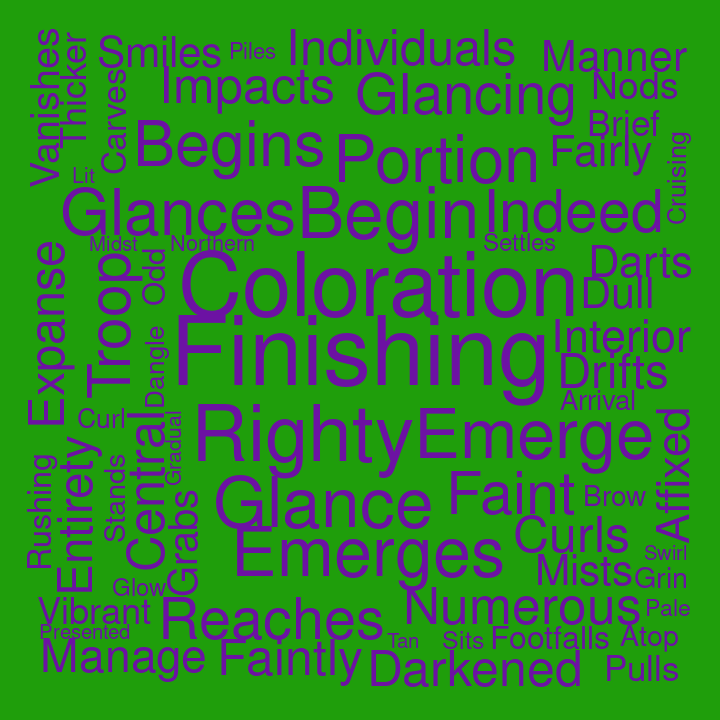 Vanishes
Thicker
Smiles
Piles
Individuals
Manner
Carves
Impacts
Glancing
Nods
Begins
Portion
Brief
Fairly
Cruising
Lit
Glances
Begin
Indeed
Midst
Northern
Settles
Expanse
Troop
Odd
Coloration
Darts
Dull
Finishing
Interior
Dangle
Drifts
Curl
Arrival
Central
Gradual
Righty
Emerge
Affixed
Rushing
Entirety
Stands
Grabs
Glance
Faint
Brow
Emerges
Curls
Swirl
Mists
Grin
Glow
Vibrant
Reaches
Numerous
Pale
Presented
Tan
Sits
Footfalls
Atop
Manage
Faintly
Darkened
Pulls